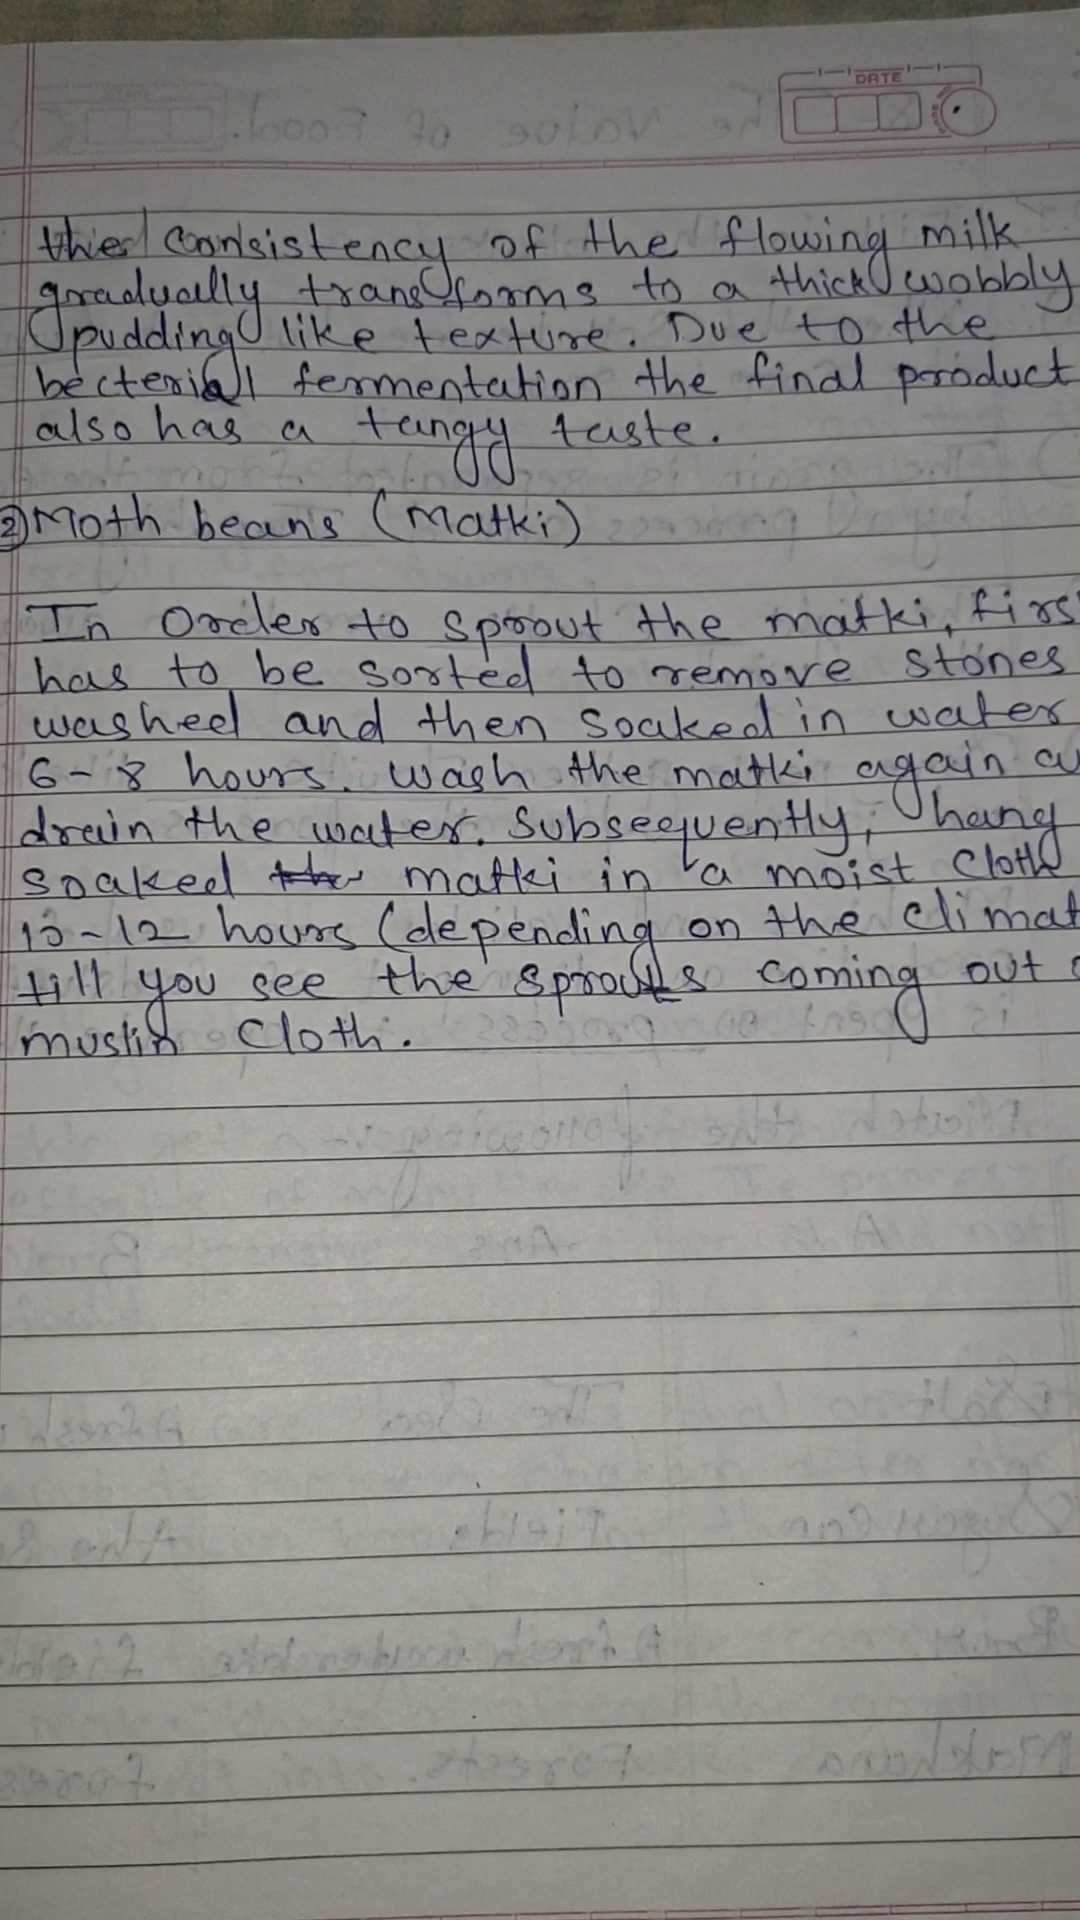 DATE
the consistency of the flowing milk
gradually transforms to a thick wobbly
pudding like texture. Due to the
becterial fermentation the final product
also has a tangy taste.
2) Moth beans (Matki)
In Order to sprout the matki, firs
has to be sorted to remove stones
washed and then soaked in water
6-8 hours. wash the matki again a
drain the water. Subsequently, hang
soaked matki in a moist cloth
10-12 hours (depending on the climat
till you see the sprouts coming out
muslin cloth.